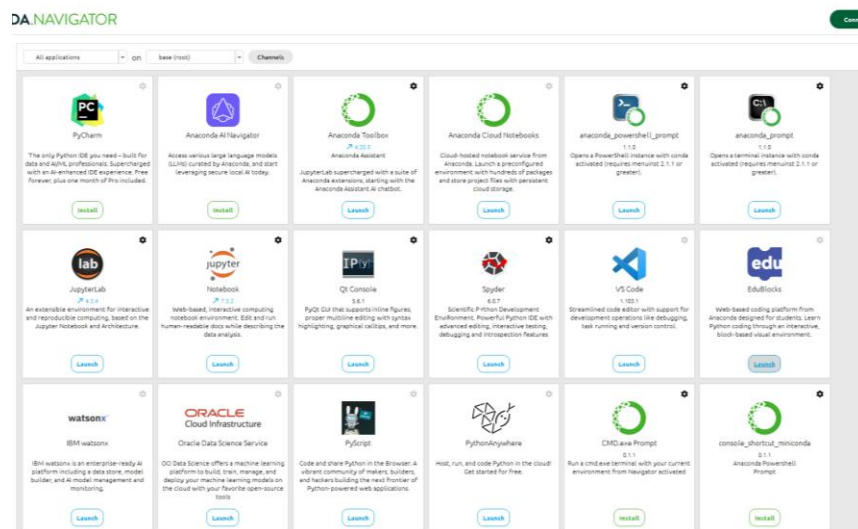 DA.NAVIGATOR
Conn
All applications
on
base (root)
Channels
PC
PyCharm
The only Python IDE you need – built for
data and AI/ML professionals. Supercharged
with an AI-enhanced IDE experience. Free
forever, plus one month of Pro included.
Install
Anaconda AI Navigator
Access various large language models
(LLMs) curated by Anaconda, and start
leveraging secure local AI today.
Install
Anaconda Toolbox
Anaconda Assistant
JupyterLab supercharged with a suite of
Anaconda extensions, starting with the
Anaconda Assistant AI chatbot.
Launch
Anaconda Cloud Notebooks
Cloud-hosted notebook service from
Anaconda. Launch a preconfigured
environment with hundreds of packages
and store project files with persistent
cloud storage.
Launch
anaconda_powershell_prompt
1.1.0
Opens a PowerShell instance with conda
activated (requires menuinst 2.1.1 or
greater).
Launch
C:\
anaconda_prompt
1.1.0
Opens a terminal instance with conda
activated (requires menuinst 2.1.1 or
greater).
Launch
lab
JupyterLab
An extensible environment for interactive
and reproducible computing, based on the
Jupyter Notebook and Architecture.
Launch
jupyter
Notebook
Web-based, interactive computing
notebook environment. Edit and run
human-readable docs while describing the
data analysis.
Launch
IPy
Qt Console
5.6.1
PyQt GUI that supports inline figures,
proper multiline editing with syntax
highlighting, graphical calltips, and more.
Launch
Spyder
6.0.7
Scientific Python Development
EnviRonment. Powerful Python IDE with
advanced editing, interactive testing,
debugging and introspection features
Launch
VS Code
1.103.1
Streamlined code editor with support for
development operations like debugging,
task running and version control.
Launch
edu
EduBlocks
Web-based coding platform from
Anaconda designed for students. Learn
Python coding through an interactive,
block-based visual environment.
Launch
watsonx
IBM watsonx
IBM watsonx is an enterprise-ready AI
platform including a data store, model
builder, and AI model management and
monitoring.
Launch
ORACLE
Cloud Infrastructure
Oracle Data Science Service
OCI Data Science offers a machine learning
platform to build, train, manage, and
deploy your machine learning models on
the cloud with your favorite open-source
tools
Launch
PyScript
Code and share Python in the Browser. A
vibrant community of makers, builders,
and hackers building the next frontier of
Python-powered web applications.
Launch
PythonAnywhere
Host, run, and code Python in the cloud!
Get started for free.
Launch
CMD.exe Prompt
0.1.1
Run a cmd.exe terminal with your current
environment from Navigator activated
Install
console_shortcut_miniconda
0.1.1
Anaconda Powershell
Prompt
Install